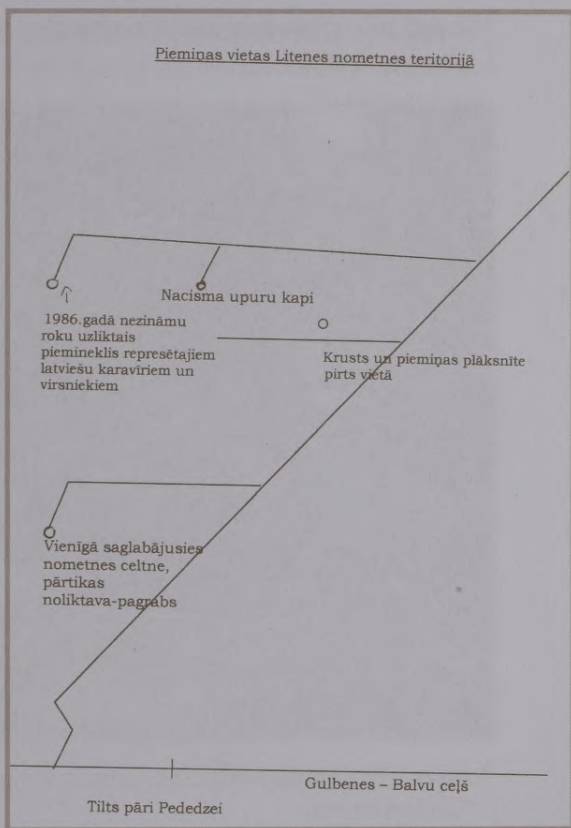 Piemiņas vietas Litenes nometnes teritorijā
Nacisma upuru kapi
1986.gadā nezināmu
roku uzliktais
piemineklis represētajiem
latviešu karavīriem un
virsniekiem
Krusts un piemiņas plāksnīte
pirts vietā
Vienīgā saglabājusies
nometnes celtne,
pārtikas
noliktava-pagrabs
Gulbenes – Balvu ceļš
Tilts pāri Pededzei